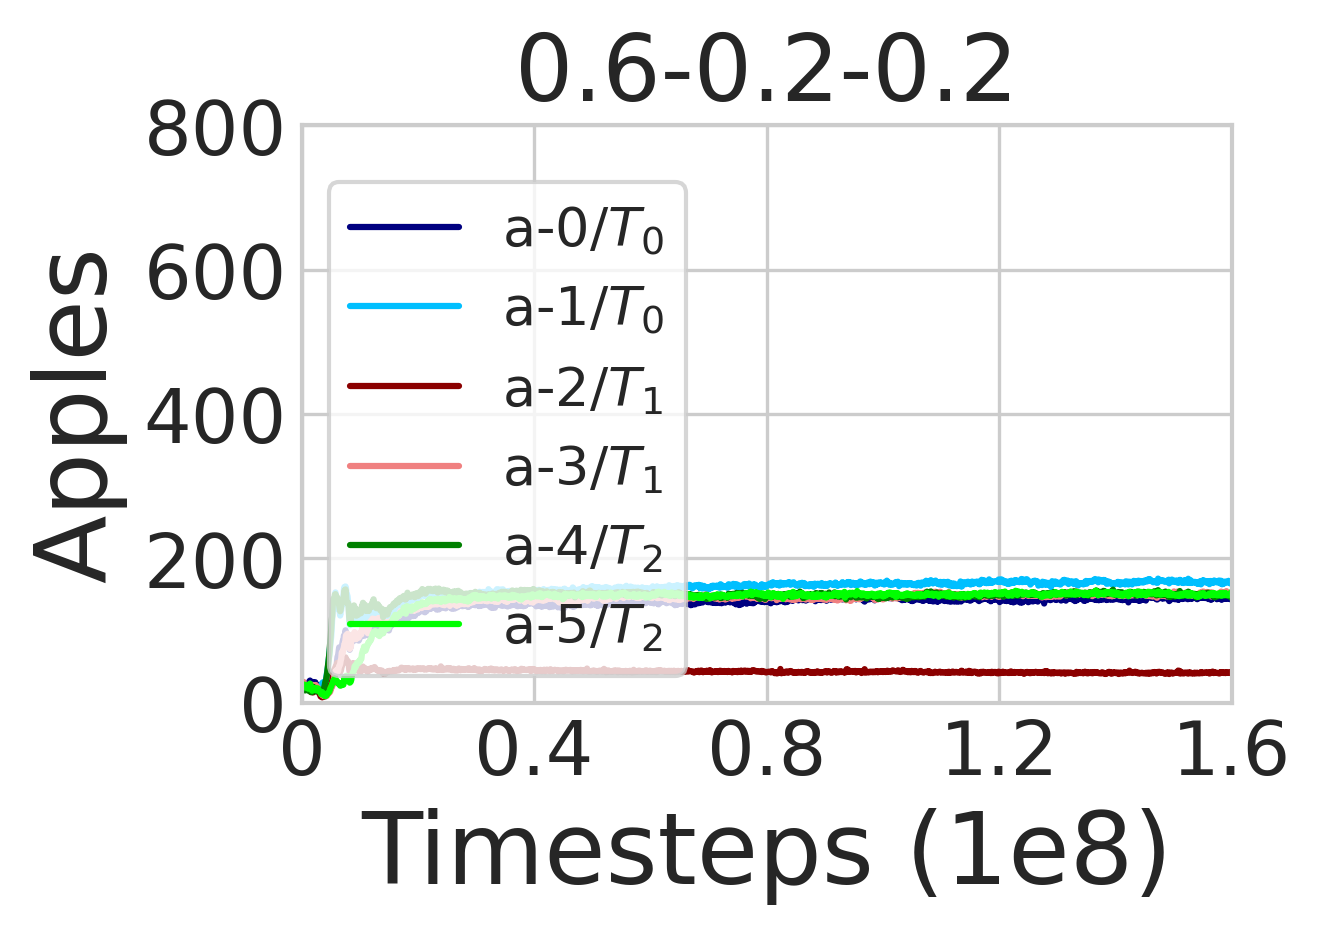 0.6-0.2-0.2
800
600
400
200
0
Apples
a-0/T0
a-1/T0
a-2/T1
a-3/T1
a-4/T2
a-5/T2
0 0.4 0.8 1.2 1.6
Timesteps (1e8)